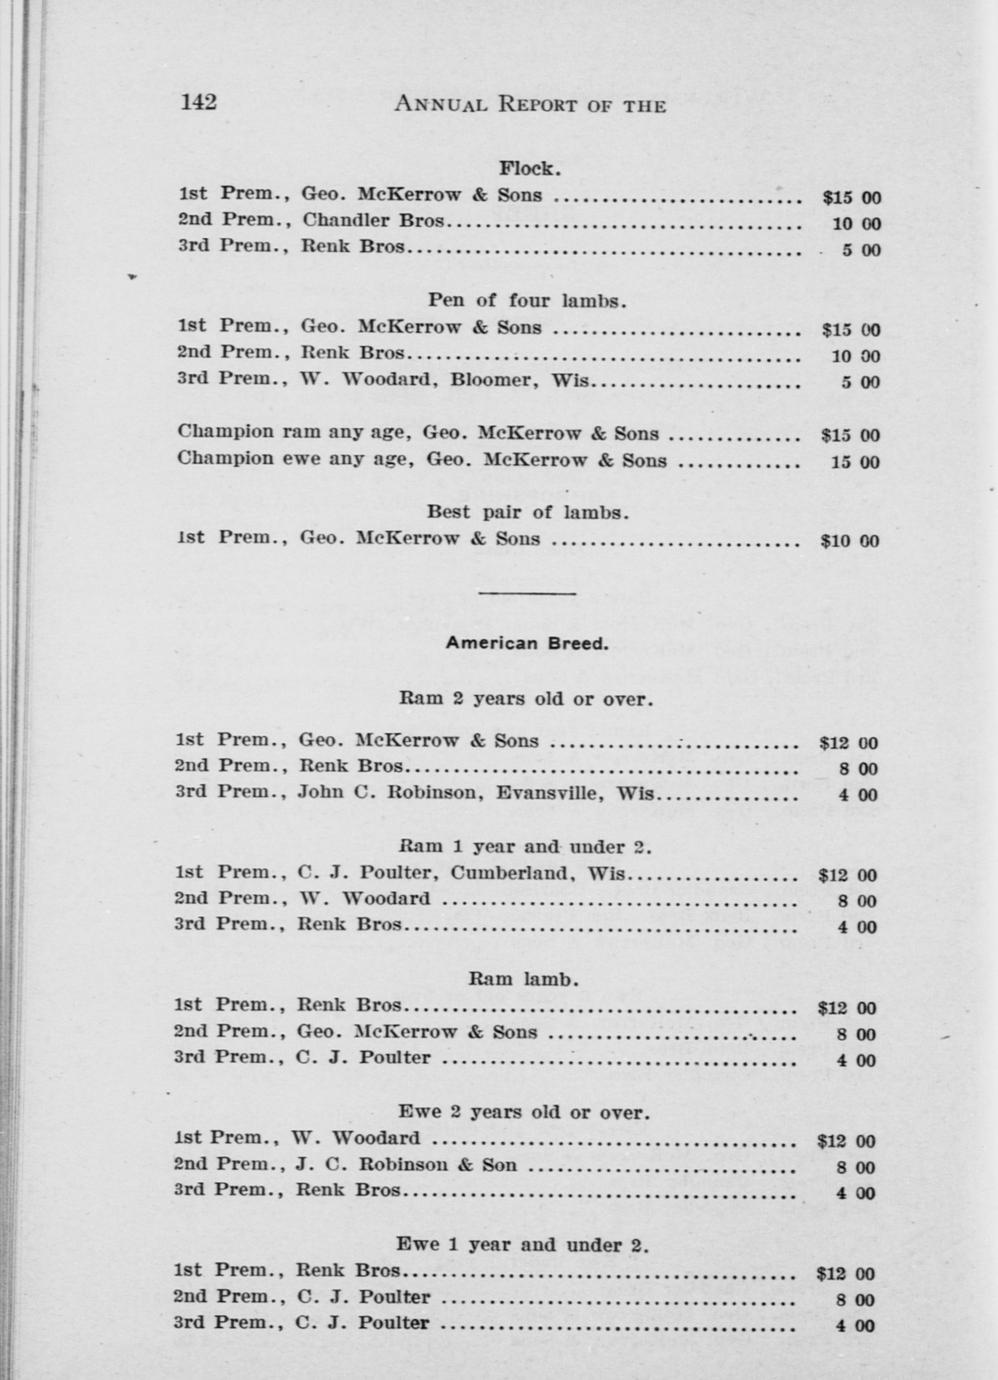 142 ANNUAL REPORT OF THE
Flock.
1st Prem., Geo. McKerrow & Sons .......................... $15 00
2nd Prem., Chandler Bros..................................... 10 00
3rd Prem., Renk Bros......................................... 5 00
Pen of four lambs.
1st Prem., Geo. McKerrow & Sons .......................... $15 00
2nd Prem., Renk Bros......................................... 10 00
3rd Prem., W. Woodard, Bloomer, Wis...................... 5 00
Champion ram any age, Geo. McKerrow & Sons .............. $15 00
Champion ewe any age, Geo. McKerrow & Sons ............. 15 00
Best pair of lambs.
1st Prem., Geo. McKerrow & Sons .......................... $10 00
American Breed.
Ram 2 years old or over.
1st Prem., Geo. McKerrow & Sons .......................... $12 00
2nd Prem., Renk Bros......................................... 8 00
3rd Prem., John C. Robinson, Evansville, Wis............... 4 00
Ram 1 year and under 2.
1st Prem., C. J. Poulter, Cumberland, Wis.................. $12 00
2nd Prem., W. Woodard ..................................... 8 00
3rd Prem., Renk Bros......................................... 4 00
Ram lamb.
1st Prem., Renk Bros......................................... $12 00
2nd Prem., Geo. McKerrow & Sons .......................... 8 00
3rd Prem., C. J. Poulter ..................................... 4 00
Ewe 2 years old or over.
1st Prem., W. Woodard ...................................... $12 00
2nd Prem., J. C. Robinson & Son ............................ 8 00
3rd Prem., Renk Bros......................................... 4 00
Ewe 1 year and under 2.
1st Prem., Renk Bros......................................... $12 00
2nd Prem., C. J. Poulter ..................................... 8 00
3rd Prem., C. J. Poulter ..................................... 4 00